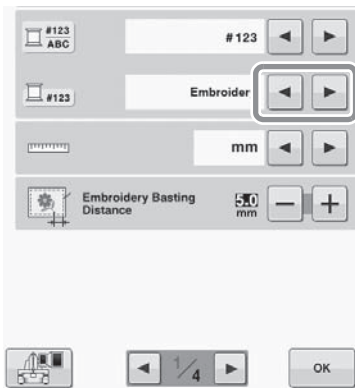 #123
ABC
#123
#123
Embroider
mm
Embroidery Basting
Distance
5.0
mm
1/4
OK